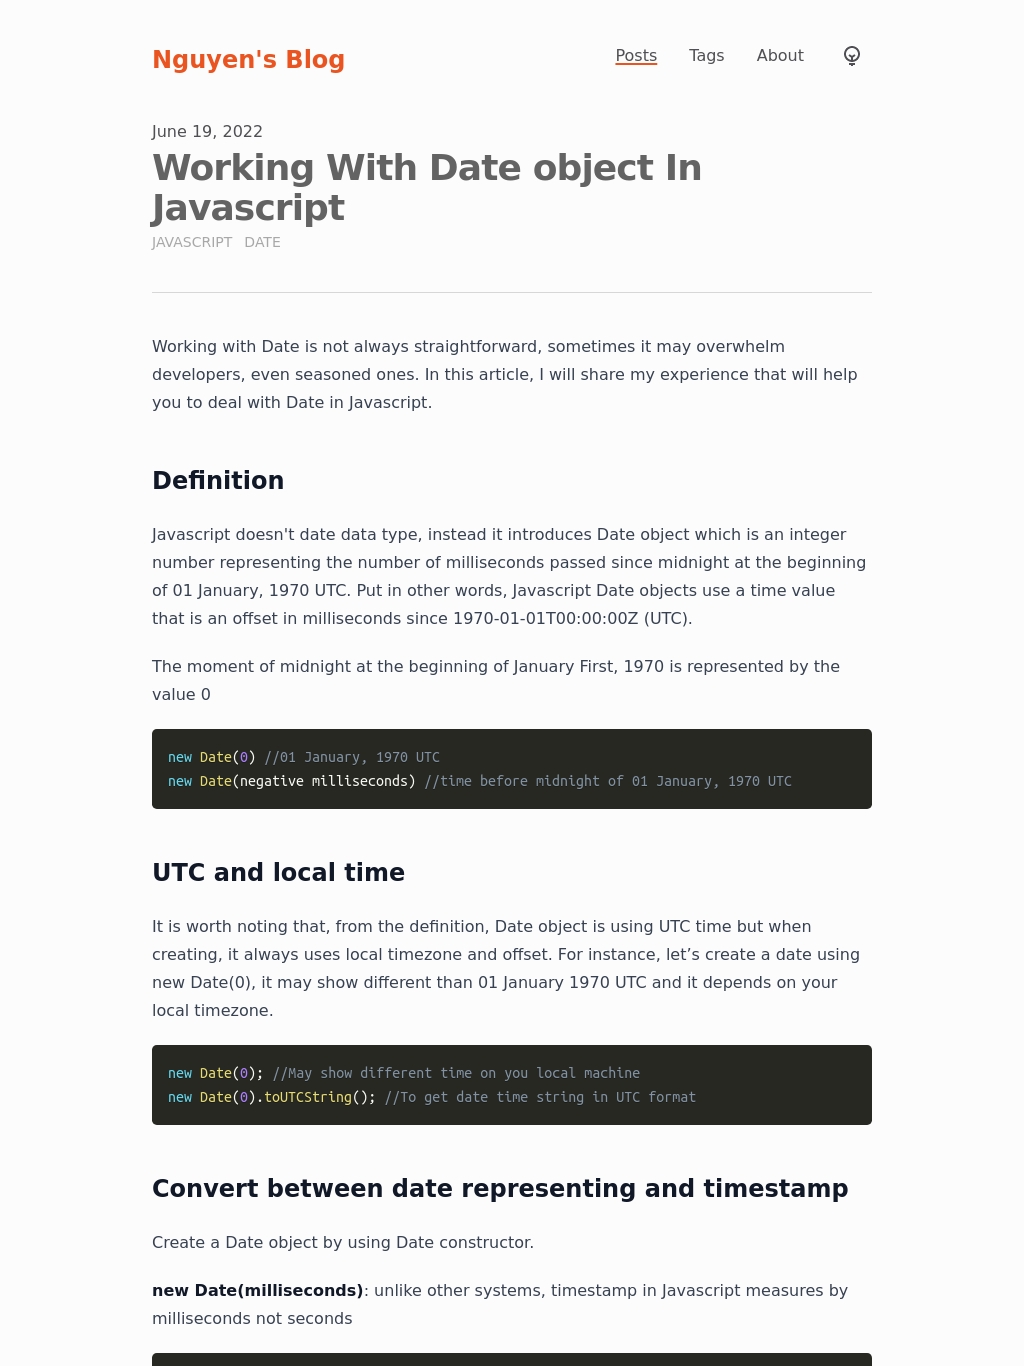 Nguyen's Blog
Posts Tags About
June 19, 2022
Working With Date object In
Javascript
JAVASCRIPT DATE
Working with Date is not always straightforward, sometimes it may overwhelm
developers, even seasoned ones. In this article, I will share my experience that will help
you to deal with Date in Javascript.
Definition
Javascript doesn't date data type, instead it introduces Date object which is an integer
number representing the number of milliseconds passed since midnight at the beginning
of 01 January, 1970 UTC. Put in other words, Javascript Date objects use a time value
that is an offset in milliseconds since 1970-01-01T00:00:00Z (UTC).
The moment of midnight at the beginning of January First, 1970 is represented by the
value 0
new Date(0) //01 January, 1970 UTC
new Date(negative milliseconds) //time before midnight of 01 January, 1970 UTC
UTC and local time
It is worth noting that, from the definition, Date object is using UTC time but when
creating, it always uses local timezone and offset. For instance, let’s create a date using
new Date(0), it may show different than 01 January 1970 UTC and it depends on your
local timezone.
new Date(0); //May show different time on you local machine
new Date(0).toUTCString(); //To get date time string in UTC format
Convert between date representing and timestamp
Create a Date object by using Date constructor.
new Date(milliseconds): unlike other systems, timestamp in Javascript measures by
milliseconds not seconds